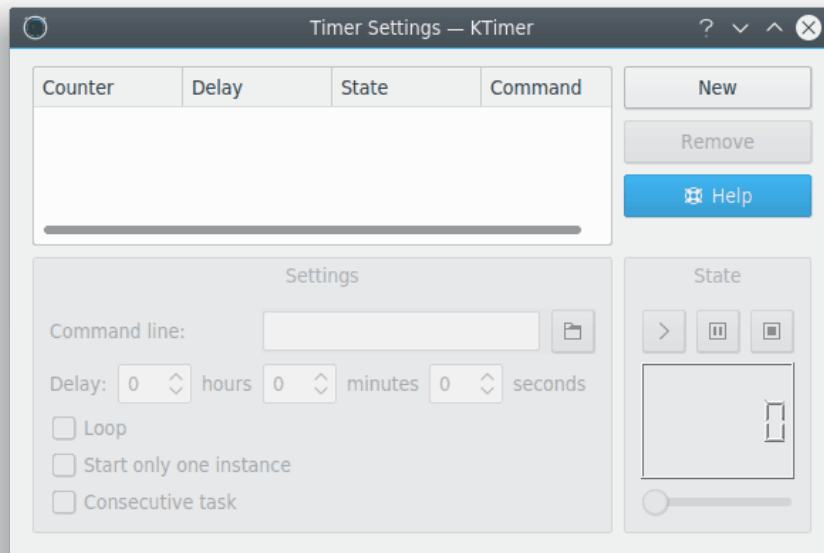 Timer Settings — KTimer
Counter Delay State Command
New
Remove
Help
Settings
Command line:
Delay: 0 hours 0 minutes 0 seconds
Loop
Start only one instance
Consecutive task
State
0